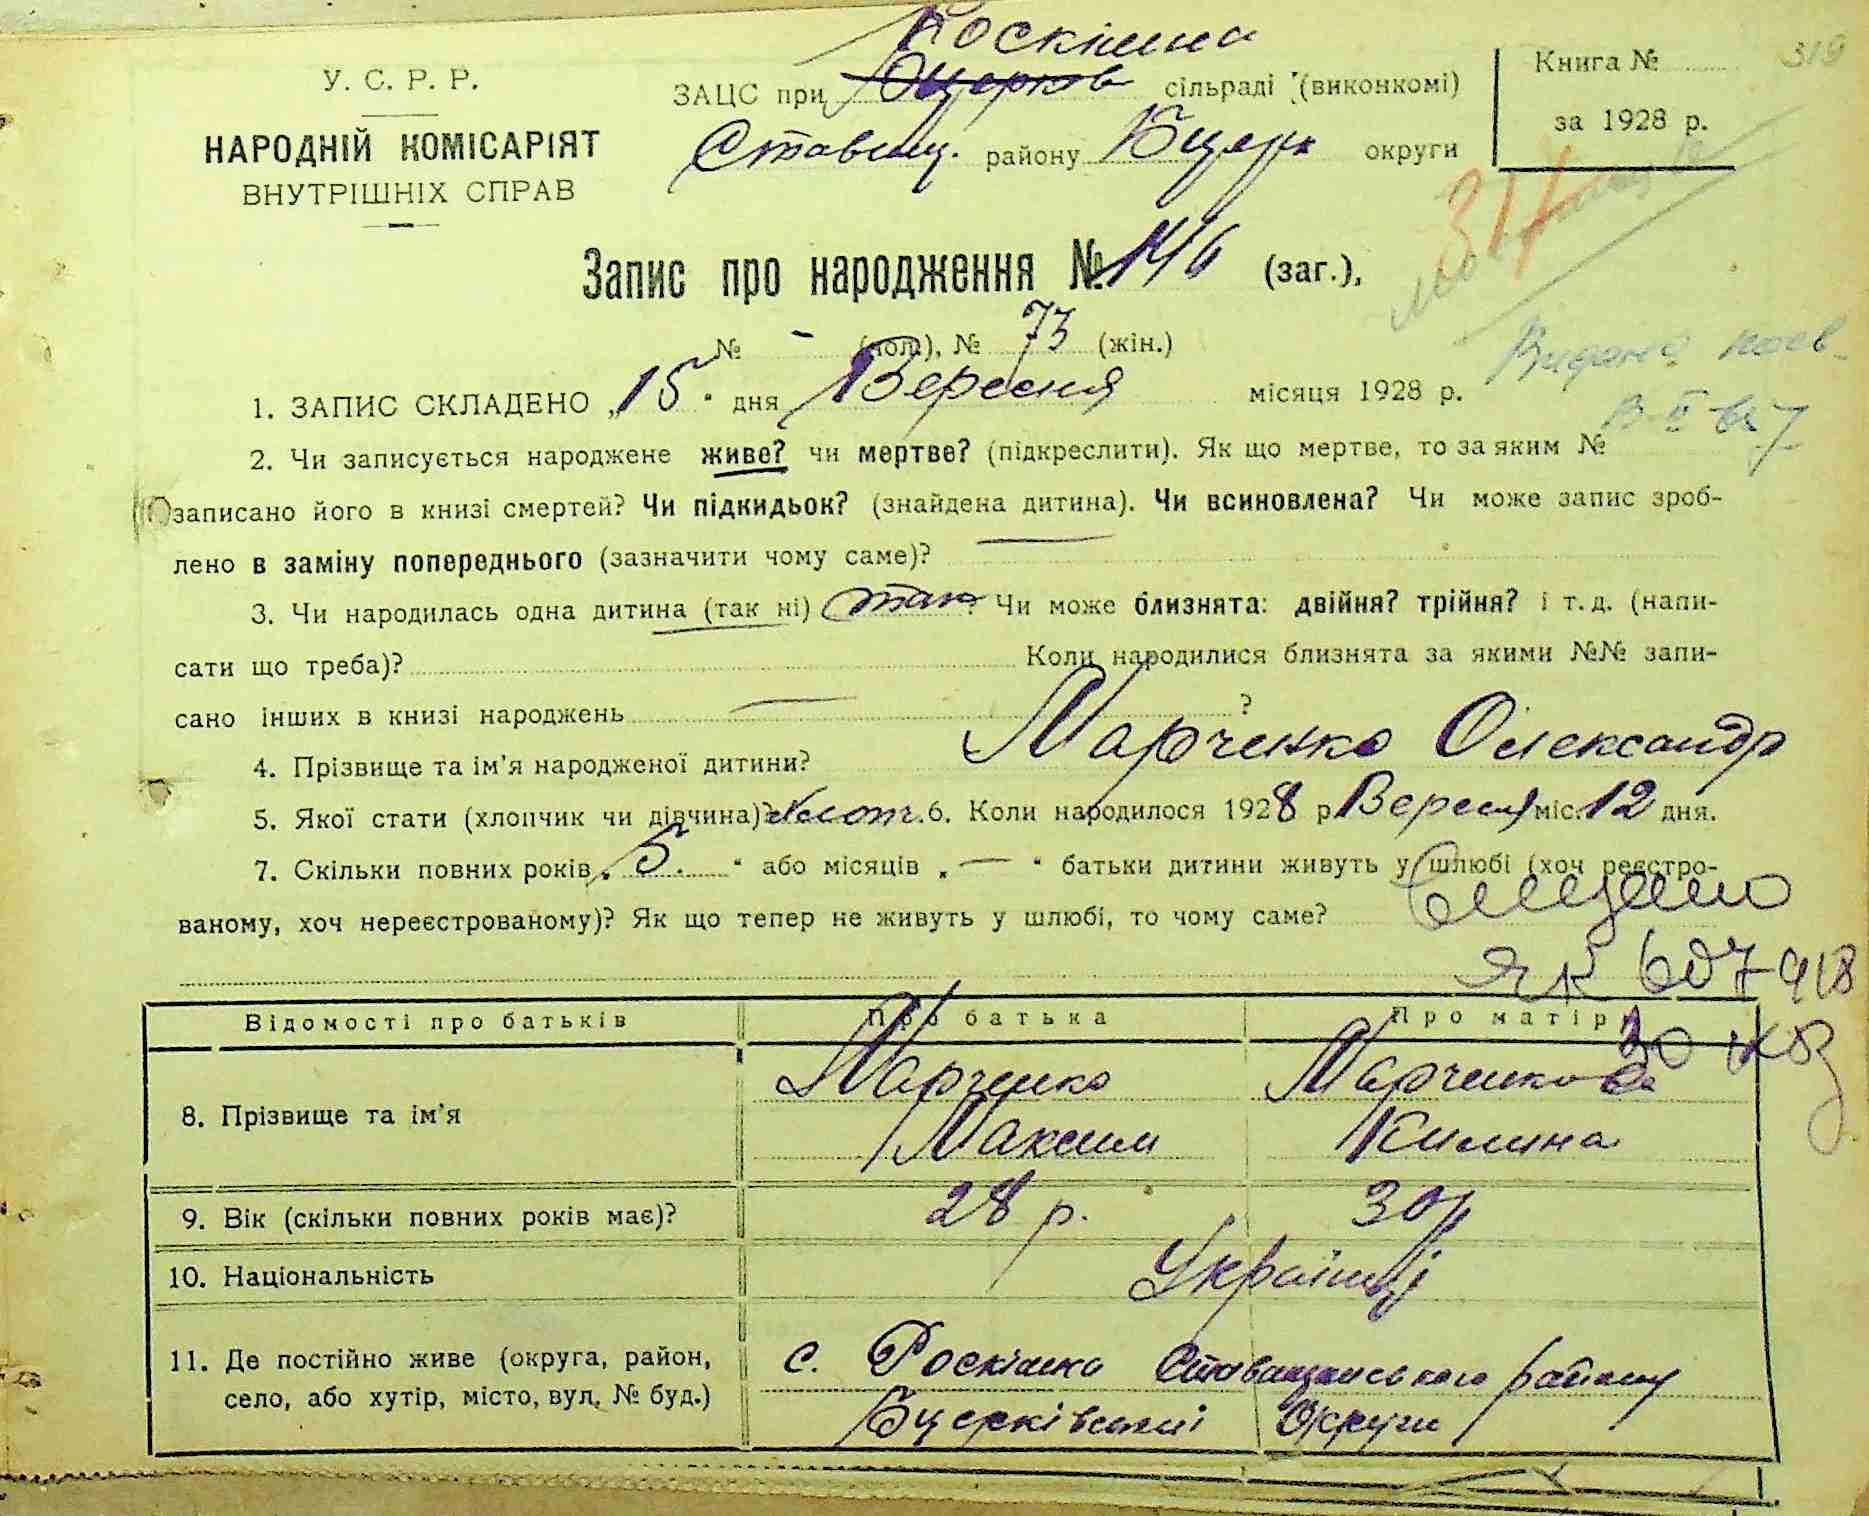 319
У. С. Р. Р.
НАРОДНІЙ КОМІСАРІЯТ
ВНУТРІШНІХ СПРАВ
ЗАЦС при сільраді (виконкомі)
Ставищ. району Бцерк округи
Книга №
за 1928 р.
317
Запис про народження № 146 (заг.),
№ - (чол.), № 73 (жін.)
Видано
1. ЗАПИС СКЛАДЕНО „15“ дня Вересня місяця 1928 р.
2. Чи записується народжене живе? чи мертве? (підкреслити). Як що мертве, то за яким №
записано його в книзі смертей? Чи підкидьок? (знайдена дитина). Чи всиновлена? Чи може запис зроб-
лено в заміну попереднього (зазначити чому саме)?
3. Чи народилась одна дитина (так ні) так? Чи може близнята: двійня? трійня? і т. д. (напи-
сати що треба)? Коли народилися близнята за якими №№ запи-
сано інших в книзі народжень — ?
4. Прізвище та ім'я народженої дитини? Марченко Олександр
5. Якої стати (хлопчик чи дівчина)? Хлопч. 6. Коли народилося 1928 р. Вересня міс. 12 дня.
7. Скільки повних років „5.“ або місяців „—“ батьки дитини живуть у шлюбі (хоч реєстро-
ваному, хоч нереєстрованому)? Як що тепер не живуть у шлюбі, то чому саме?
ЯК 607918
Відомості про батьків Про батька Про матір
8. Прізвище та ім'я Марченко Максим Марченкова Килина
9. Вік (скільки повних років має)? 28 р. 30 р
10. Національність Українці
11. Де постійно живе (округа, район, с. Роскішна Ставищанського району
село, або хутір, місто, вул. № буд.) Бцерківської Округи